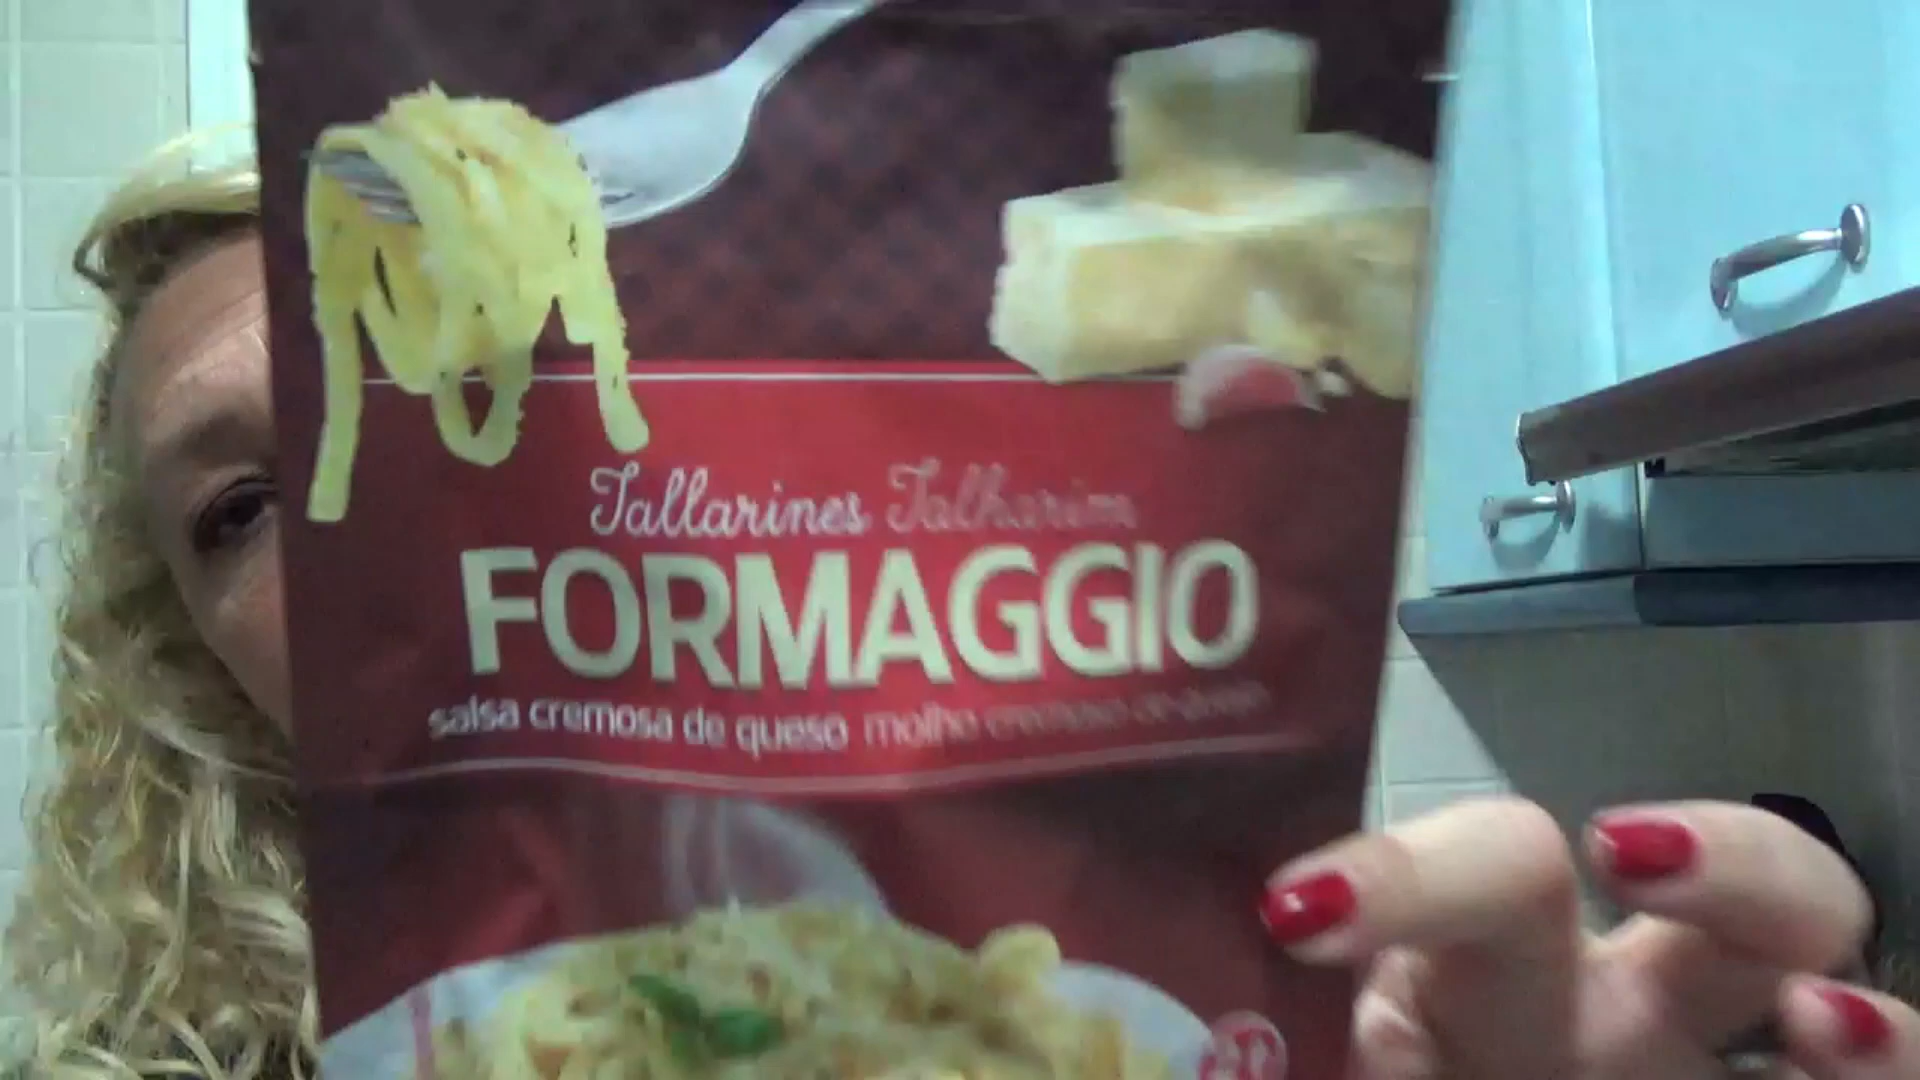 Tallarines Talharim
FORMAGGIO
salsa cremosa de queso molho cremoso de queijo